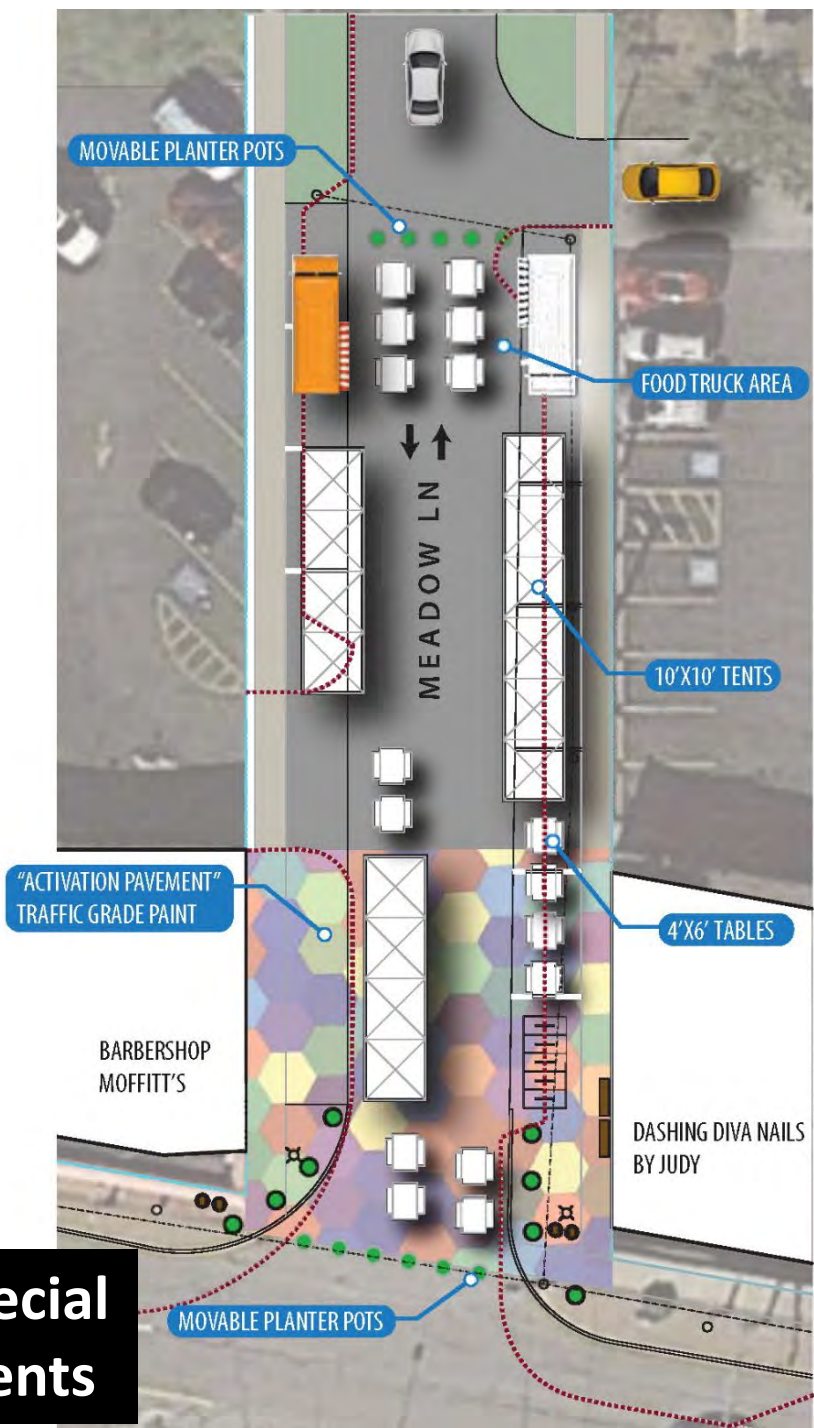 MOVABLE PLANTER POTS
FOOD TRUCK AREA
MEADOW LN
10'X10' TENTS
"ACTIVATION PAVEMENT"
TRAFFIC GRADE PAINT
4'X6' TABLES
BARBERSHOP
MOFFITT'S
DASHING DIVA NAILS
BY JUDY
MOVABLE PLANTER POTS
ecial
ents